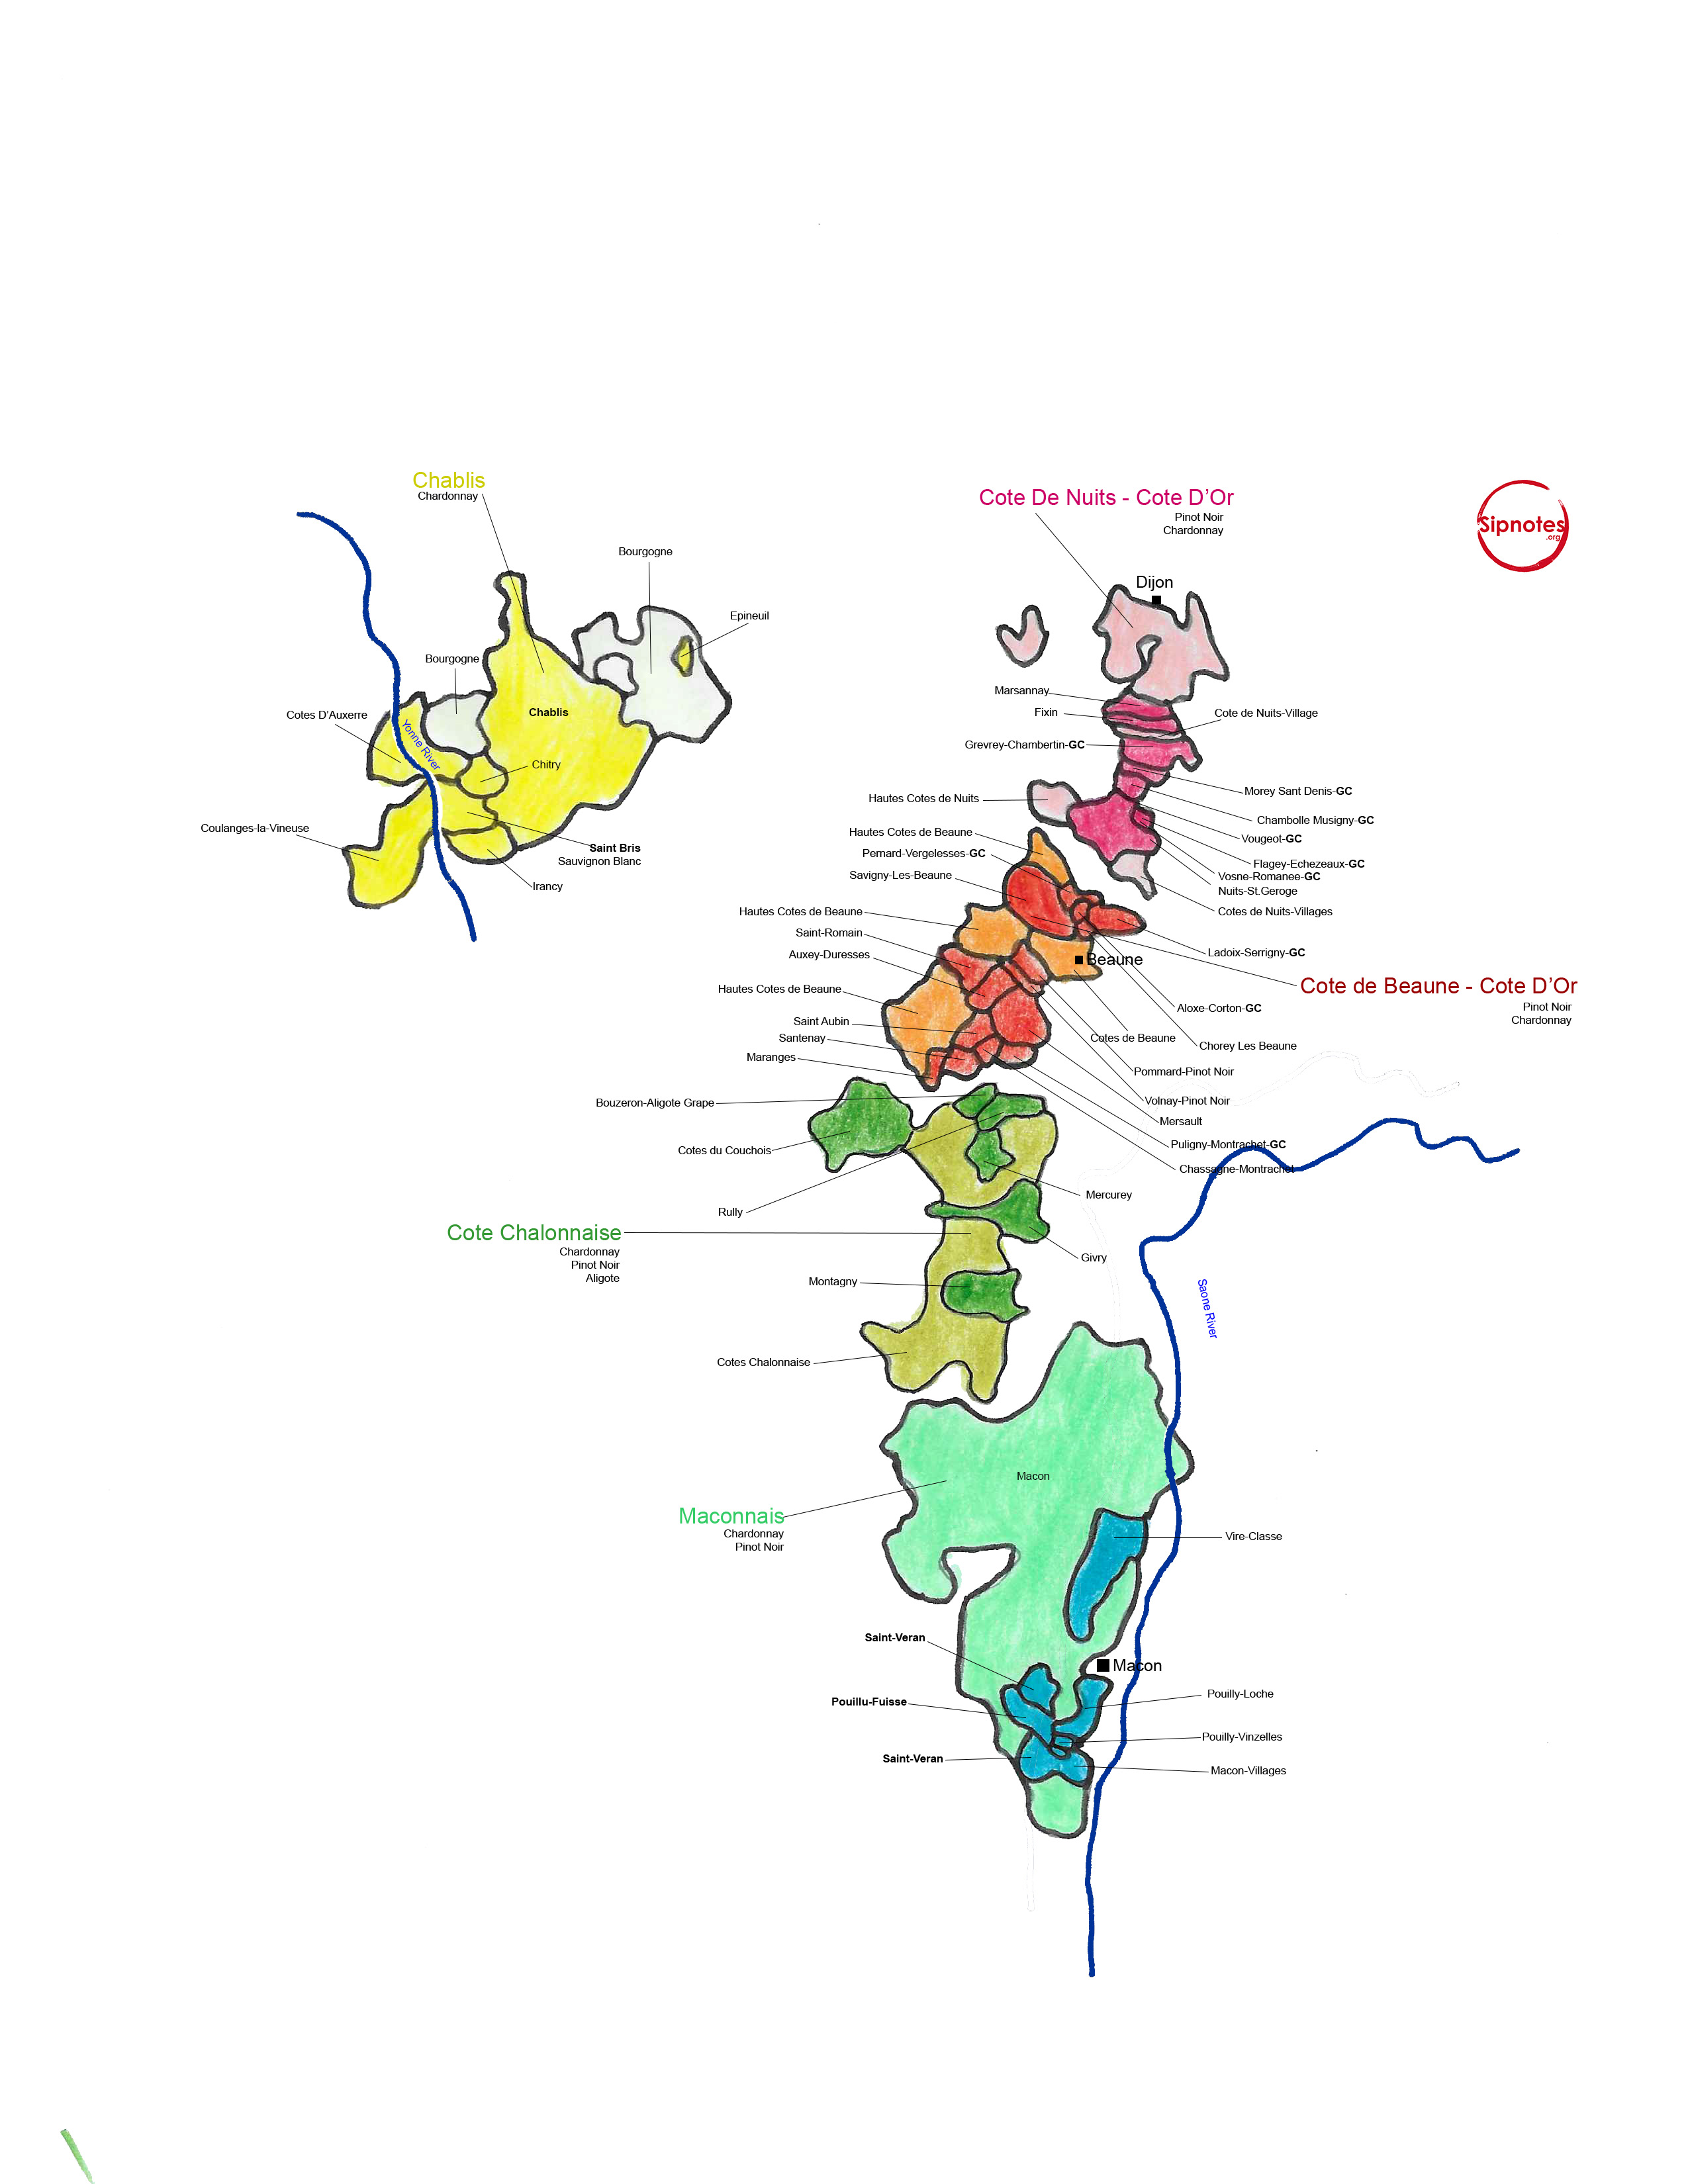 Chablis
Chardonnay
Bourgogne
Epineuil
Bourgogne
Cotes D'Auxerre
Yonne River
Chablis
Chitry
Coulanges-la-Vineuse
Saint Bris
Sauvignon Blanc
Irancy
Cote De Nuits - Cote D'Or
Pinot Noir
Chardonnay
Sipnotes
.org
Dijon
Marsannay
Fixin
Cote de Nuits-Village
Grevrey-Chambertin-GC
Morey Sant Denis-GC
Hautes Cotes de Nuits
Chambolle Musigny-GC
Hautes Cotes de Beaune
Vougeot-GC
Pernard-Vergelesses-GC
Flagey-Echezeaux-GC
Savigny-Les-Beaune
Vosne-Romanee-GC
Nuits-St.Geroge
Hautes Cotes de Beaune
Cotes de Nuits-Villages
Saint-Romain
Auxey-Duresses
Ladoix-Serrigny-GC
Beaune
Cote de Beaune - Cote D'Or
Pinot Noir
Chardonnay
Hautes Cotes de Beaune
Aloxe-Corton-GC
Saint Aubin
Santenay
Cotes de Beaune
Chorey Les Beaune
Maranges
Pommard-Pinot Noir
Bouzeron-Aligote Grape
Volnay-Pinot Noir
Mersault
Cotes du Couchois
Puligny-Montrachet-GC
Chassagne-Montrachet
Mercurey
Rully
Cote Chalonnaise
Chardonnay
Pinot Noir
Aligote
Givry
Montagny
Saone River
Cotes Chalonnaise
Macon
Maconnais
Chardonnay
Pinot Noir
Vire-Classe
Saint-Veran
Macon
Pouilly-Loche
Pouillu-Fuisse
Pouilly-Vinzelles
Saint-Veran
Macon-Villages